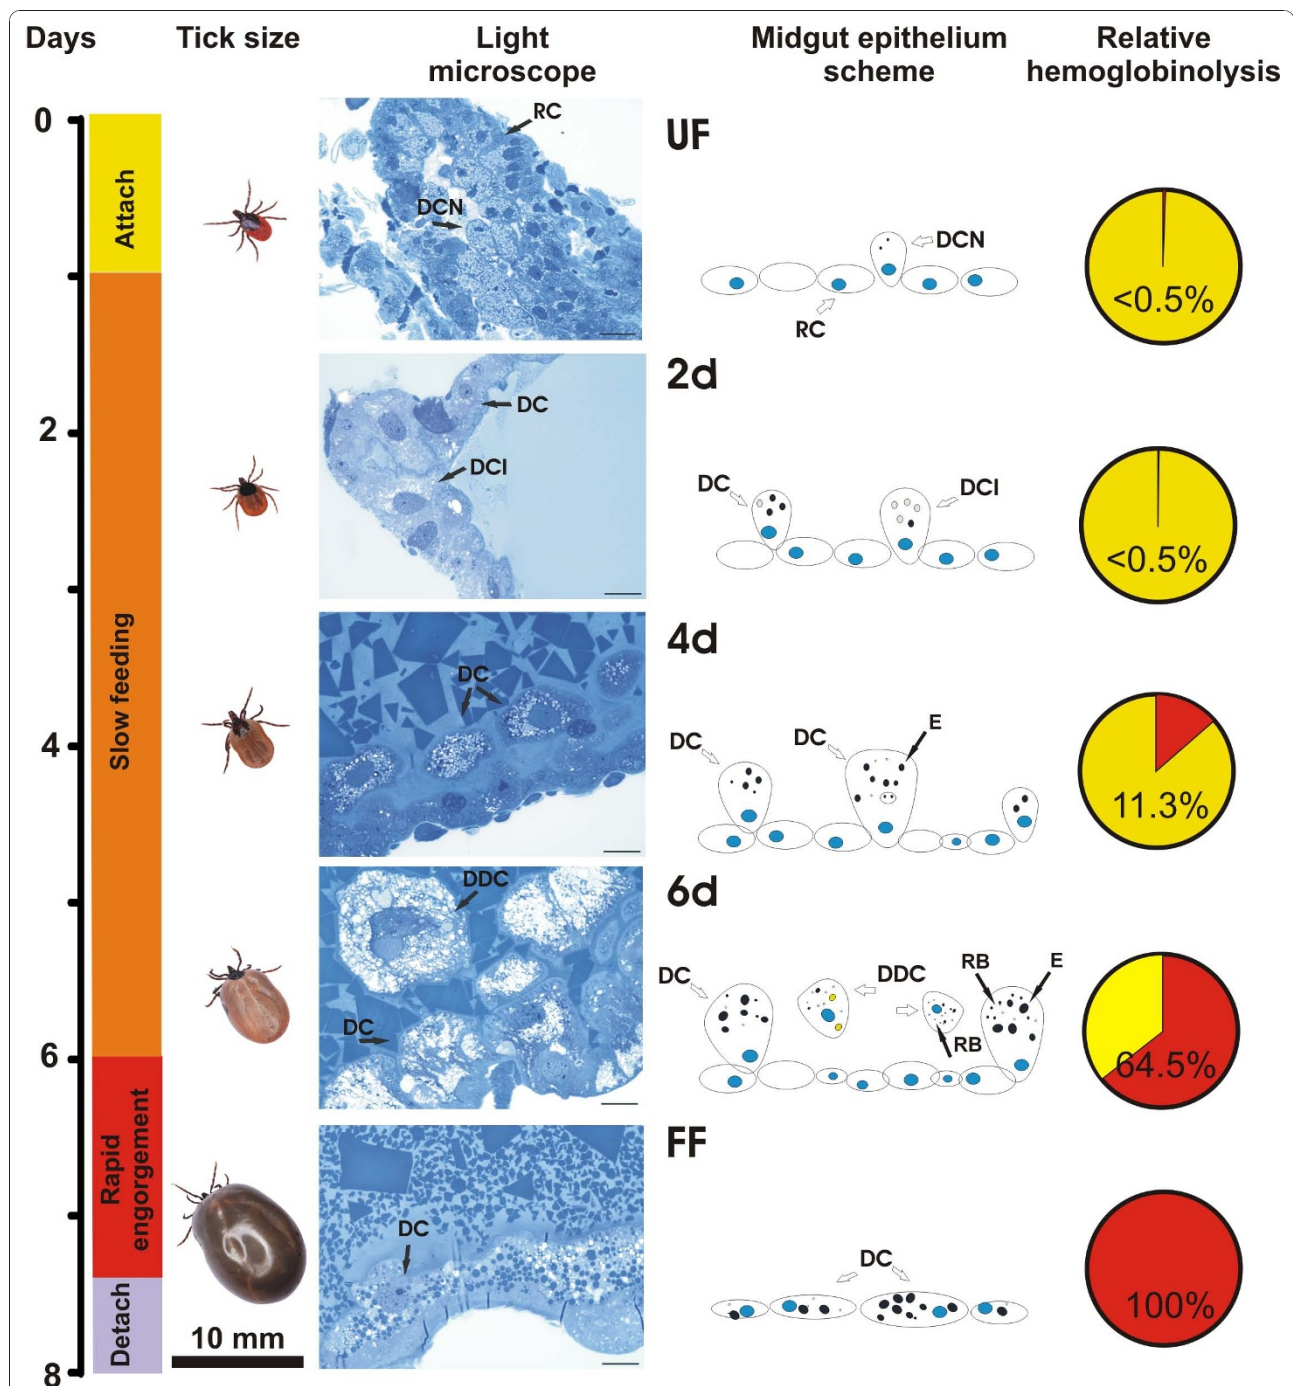 Days
Tick size
Light
microscope
Midgut epithelium
scheme
Relative
hemoglobinolysis
0
2
4
6
8
Attach
Slow feeding
Rapid
engorgement
Detach
10 mm
RC
DCN
UF
DCN
RC
<0.5%
DC
DCI
2d
DC
DCI
<0.5%
DC
4d
DC
DC
E
11.3%
DDC
DC
6d
DC
DDC
RB
E
RB
64.5%
DC
FF
DC
100%